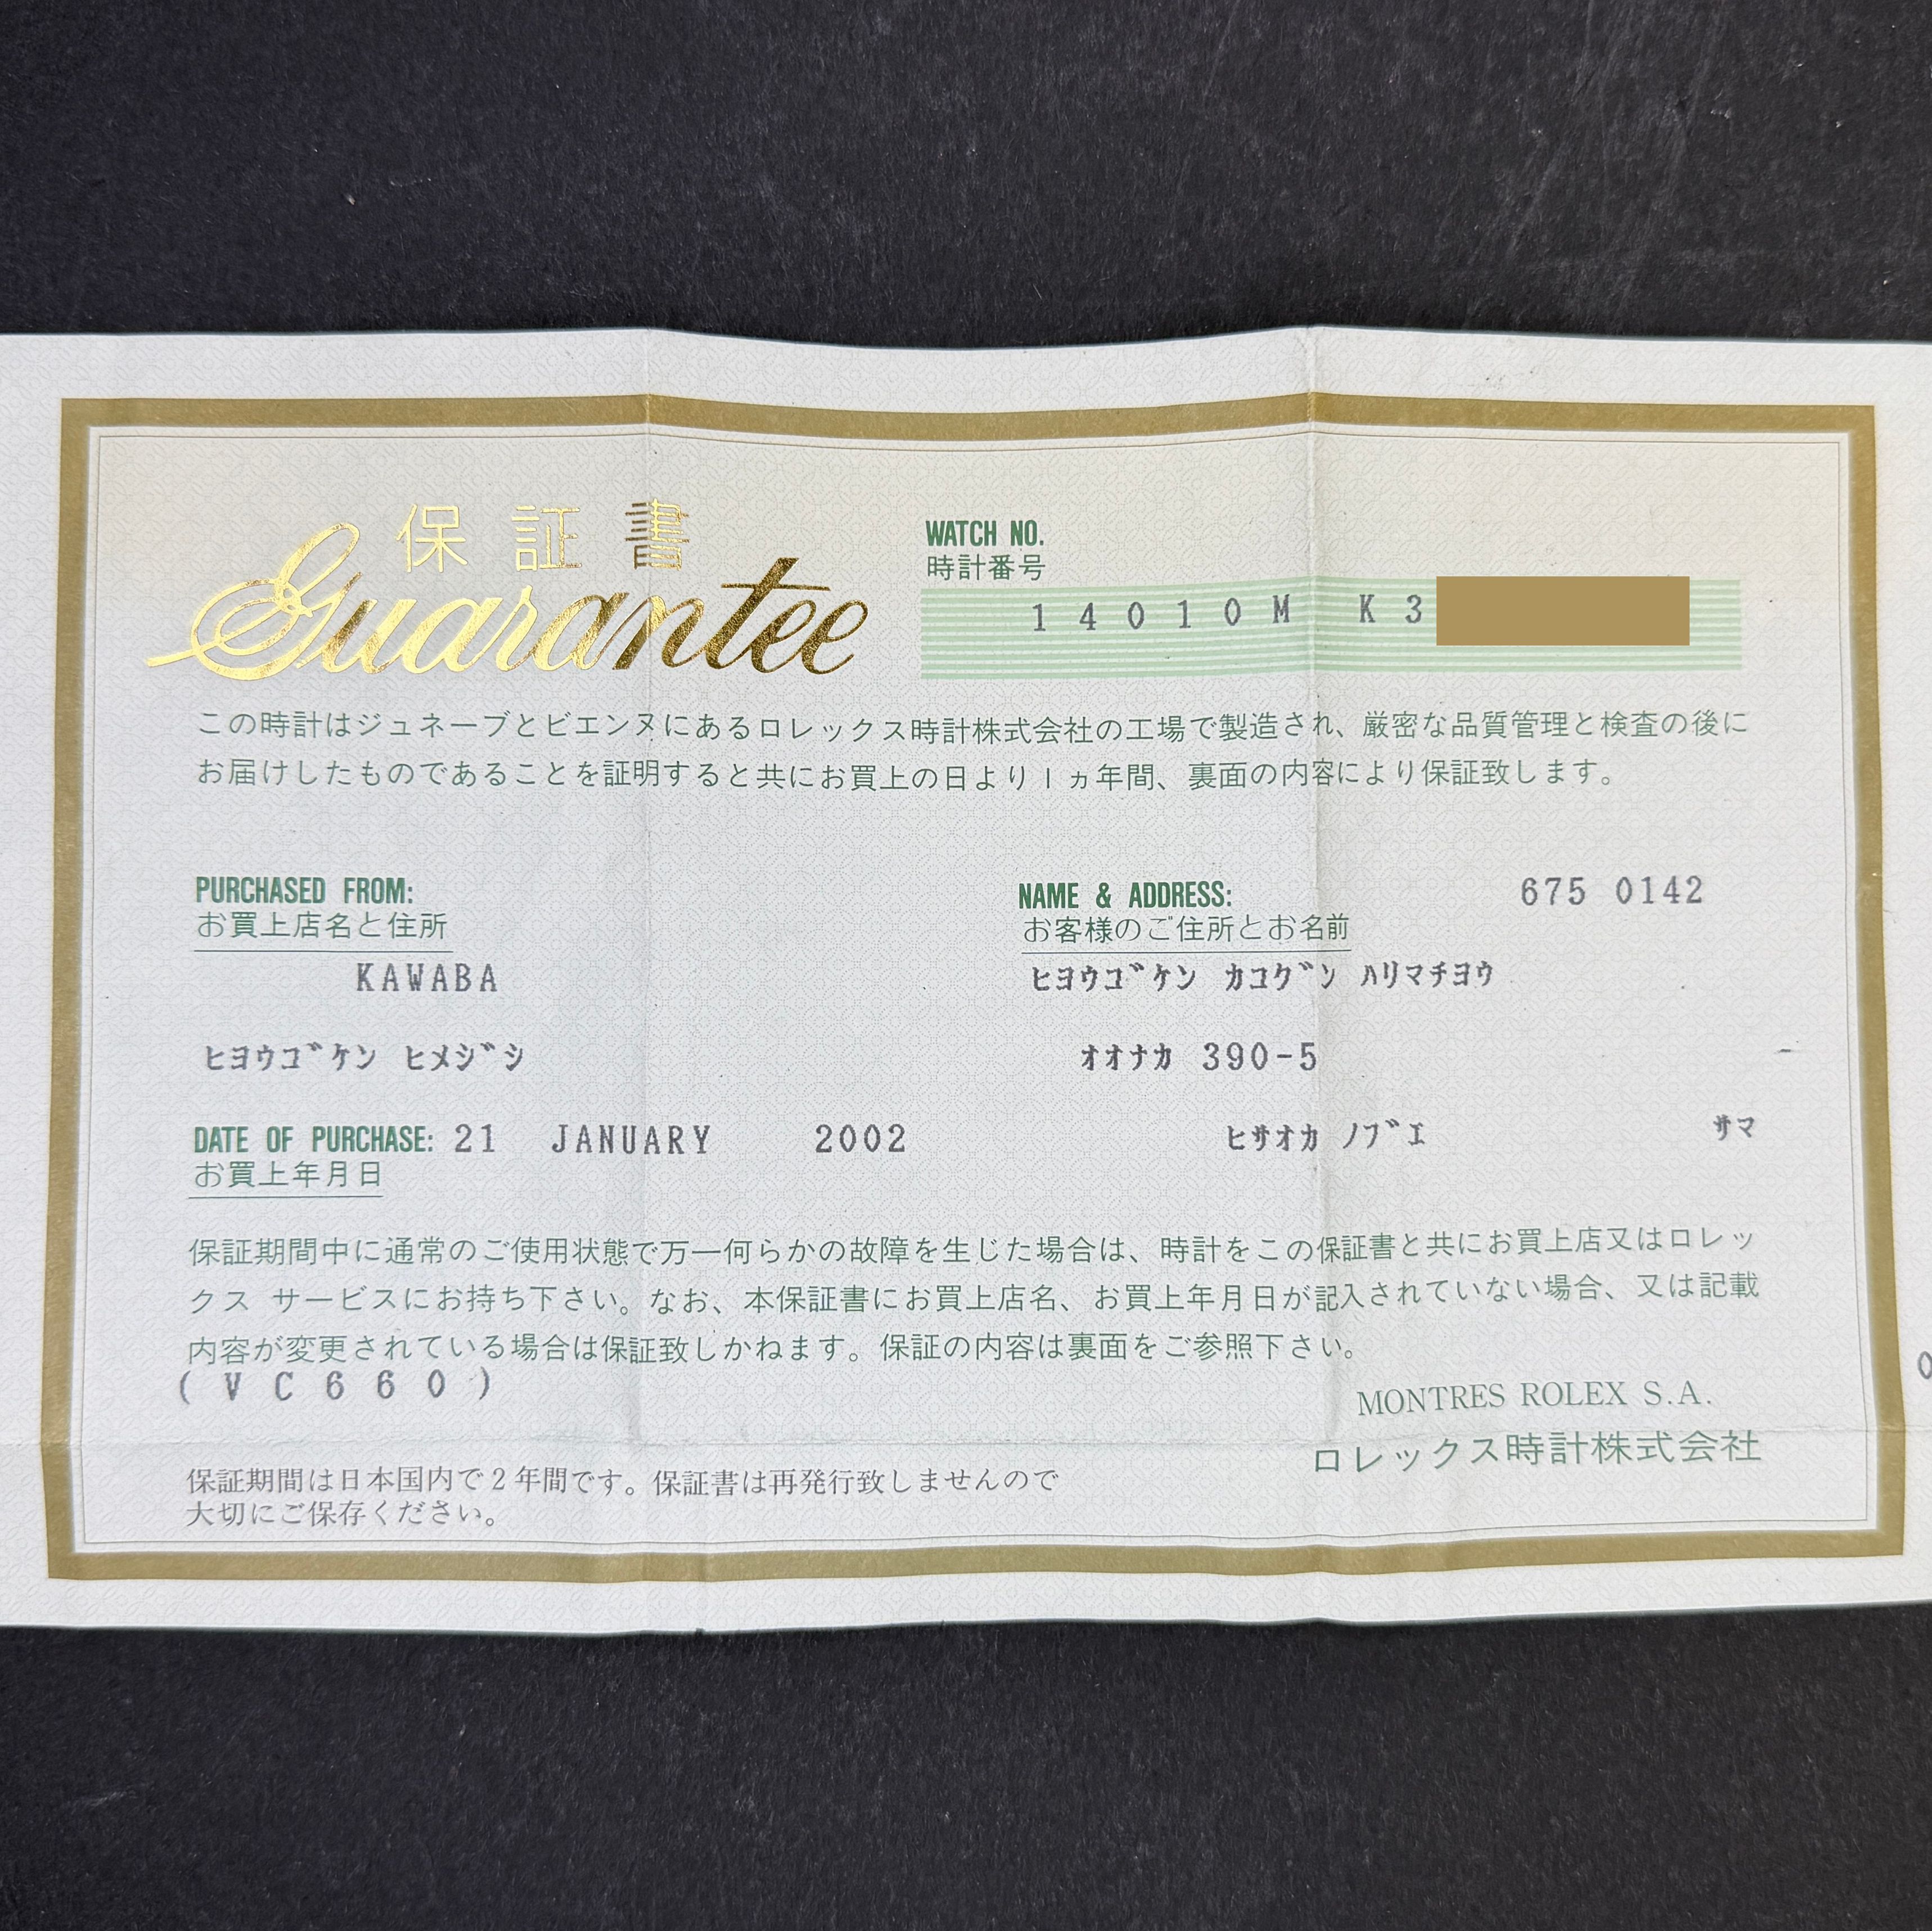 保証書
Guarantee
WATCH NO.
時計番号
14010M K3
この時計はジュネーブとビエンヌにあるロレックス時計株式会社の工場で製造され、厳密な品質管理と検査の後に
お届けしたものであることを証明すると共にお買上の日より1ヵ年間、裏面の内容により保証致します。
PURCHASED FROM:
お買上店名と住所
KAWABA
ヒヨウゴケン ヒメジシ
NAME & ADDRESS: 675 0142
お客様のご住所とお名前
ヒヨウゴケン カコグン ハリマチヨウ
オオナカ 390-5
ヒサオカ ノブエ サマ
DATE OF PURCHASE: 21 JANUARY 2002
お買上年月日
保証期間中に通常のご使用状態で万一何らかの故障を生じた場合は、時計をこの保証書と共にお買上店又はロレッ
クス サービスにお持ち下さい。なお、本保証書にお買上店名、お買上年月日が記入されていない場合、又は記載
内容が変更されている場合は保証致しかねます。保証の内容は裏面をご参照下さい。
(VC660)
MONTRES ROLEX S.A.
ロレックス時計株式会社
保証期間は日本国内で2年間です。保証書は再発行致しませんので
大切にご保存ください。